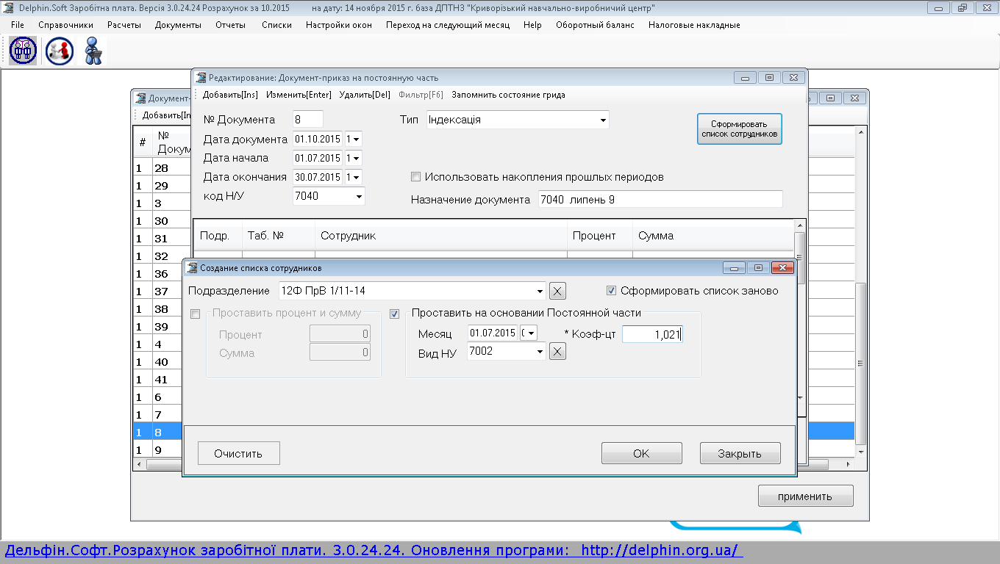 Delphin.Soft Заробітна плата. Версія 3.0.24.24 Розрахунок за 10.2015 на дату: 14 ноября 2015 г. база ДПТНЗ "Криворізький навчально-виробничий центр"
File Справочники Расчеты Документы Отчеты Списки Настройки окон Переход на следующий месяц Help Оборотный баланс Налоговые накладные
Редактирование: Документ-приказ на постоянную часть
Документ-
Добавить[Ins] Изменить[Enter] Удалить[Del] Фильтр[F6] Запомнить состояние грида
Добавить[In
№ Документа 8 Тип Індексація
Сформировать
список сотрудников
Дата документа 01.10.2015 1
Дата начала 01.07.2015 1
Дата окончания 30.07.2015 1 Использовать накопления прошлых периодов
код Н/У 7040 Назначение документа 7040 липень 9
Подр. Таб. № Сотрудник Процент Сумма
# №
Докум
1 28
1 29
1 3
1 30
1 31
1 32
1 36
1 37
1 38
1 39
1 4
1 40
1 41
1 6
1 7
1 8
1 9
Создание списка сотрудников
Подразделение 12Ф ПрВ 1/11-14 X Сформировать список заново
Проставить процент и сумму Проставить на основании Постоянной части
Процент 0 Месяц 01.07.2015 * Коэф-цт 1,021
Сумма 0 Вид НУ 7002 X
Очистить OK Закрыть
применить
Дельфін.Софт.Розрахунок заробітної плати. 3.0.24.24. Оновлення програми: http://delphin.org.ua/